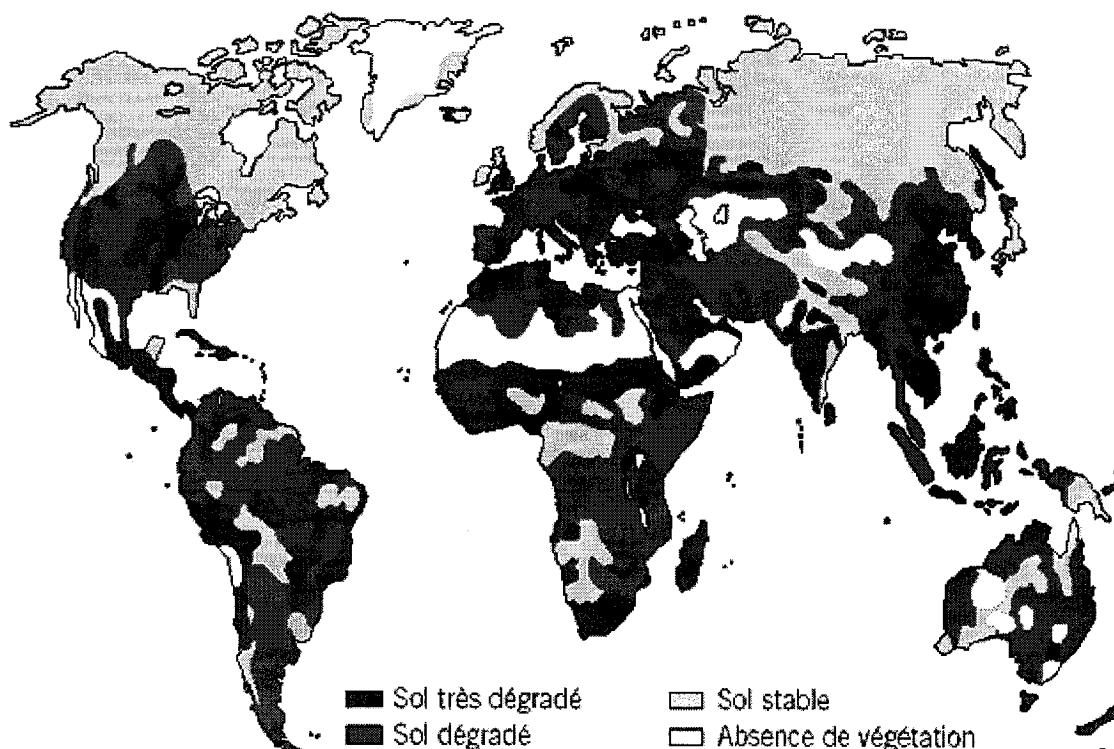 Sol très dégradé
Sol dégradé
Sol stable
Absence de végétation